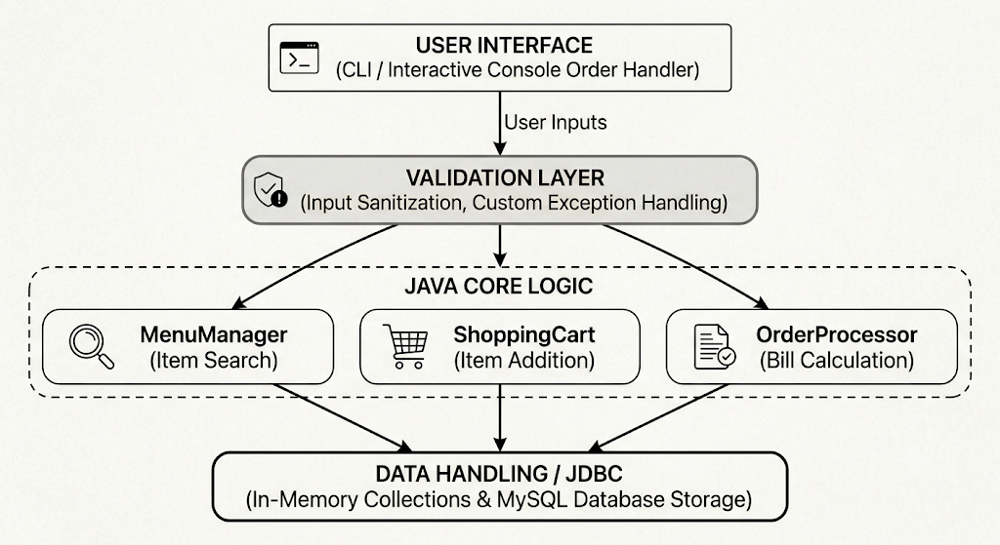 USER INTERFACE
(CLI / Interactive Console Order Handler)
User Inputs
VALIDATION LAYER
(Input Sanitization, Custom Exception Handling)
JAVA CORE LOGIC
MenuManager
(Item Search)
ShoppingCart
(Item Addition)
OrderProcessor
(Bill Calculation)
DATA HANDLING / JDBC
(In-Memory Collections & MySQL Database Storage)